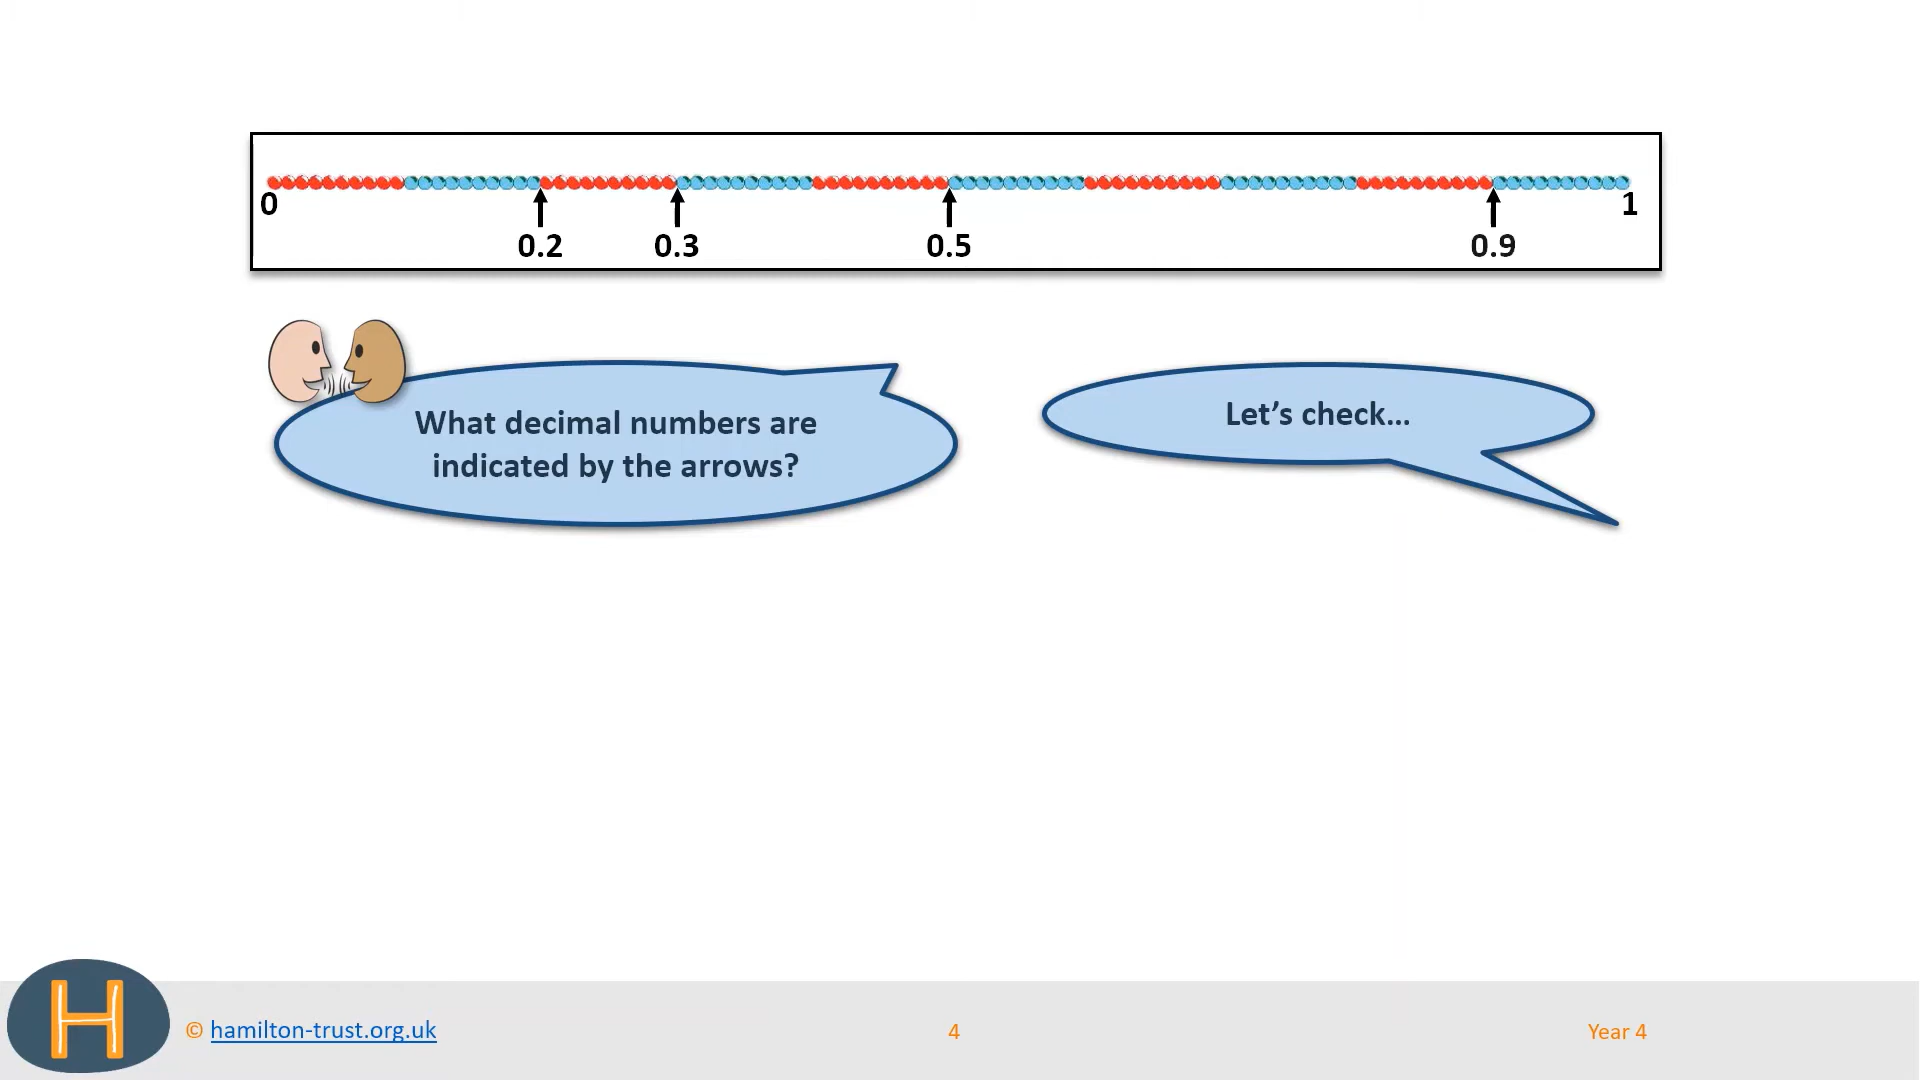 0
1
0.2 0.3 0.5 0.9
What decimal numbers are
indicated by the arrows?
Let’s check…
H
© hamilton-trust.org.uk
4
Year 4